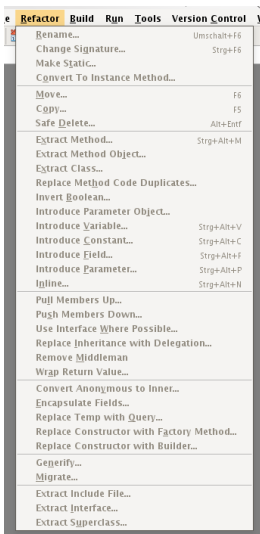 e Refactor Build Run Tools Version Control
Rename... Umschalt+F6
Change Signature... Strg+F6
Make Static...
Convert To Instance Method...
Move... F6
Copy... F5
Safe Delete... Alt+Entf
Extract Method... Strg+Alt+M
Extract Method Object...
Extract Class...
Replace Method Code Duplicates...
Invert Boolean...
Introduce Parameter Object...
Introduce Variable... Strg+Alt+V
Introduce Constant... Strg+Alt+C
Introduce Field... Strg+Alt+F
Introduce Parameter... Strg+Alt+P
Inline... Strg+Alt+N
Pull Members Up...
Push Members Down...
Use Interface Where Possible...
Replace Inheritance with Delegation...
Remove Middleman
Wrap Return Value...
Convert Anonymous to Inner...
Encapsulate Fields...
Replace Temp with Query...
Replace Constructor with Factory Method...
Replace Constructor with Builder...
Generify...
Migrate...
Extract Include File...
Extract Interface...
Extract Superclass...